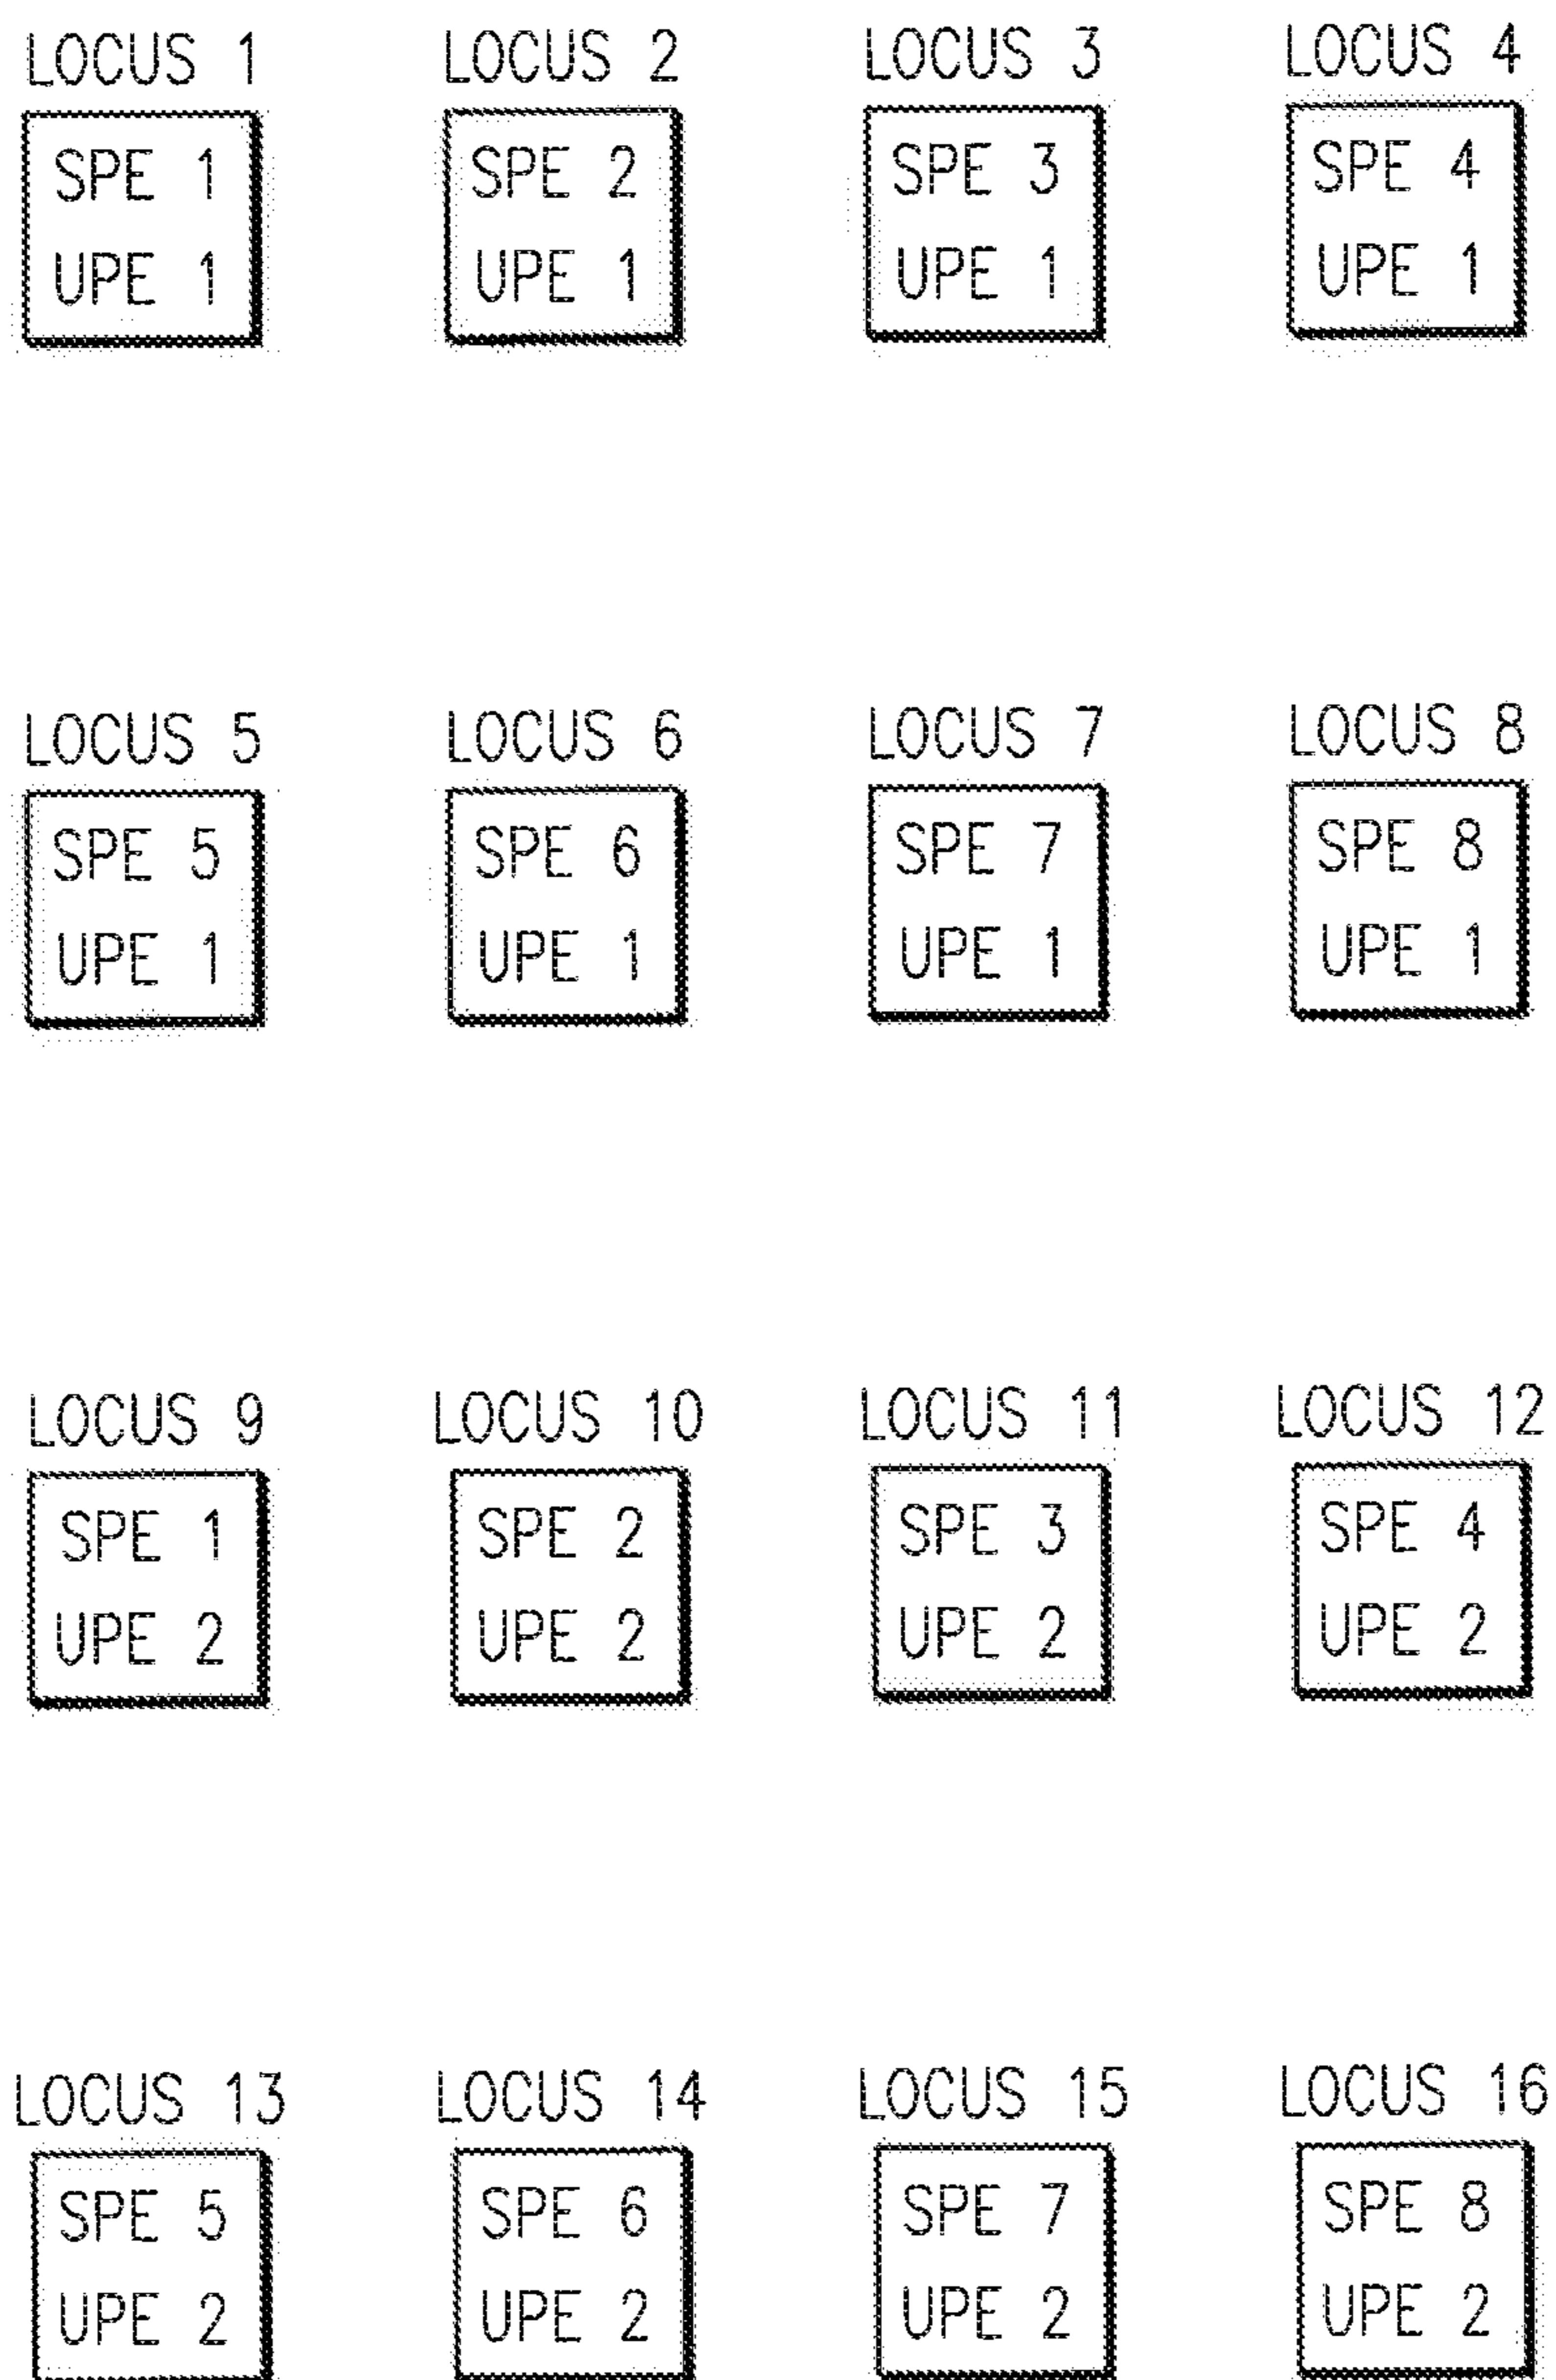 LOCUS 1 LOCUS 2 LOCUS 3 LOCUS 4
SPE 1 SPE 2 SPE 3 SPE 4
UPE 1 UPE 1 UPE 1 UPE 1
LOCUS 5 LOCUS 6 LOCUS 7 LOCUS 8
SPE 5 SPE 6 SPE 7 SPE 8
UPE 1 UPE 1 UPE 1 UPE 1
LOCUS 9 LOCUS 10 LOCUS 11 LOCUS 12
SPE 1 SPE 2 SPE 3 SPE 4
UPE 2 UPE 2 UPE 2 UPE 2
LOCUS 13 LOCUS 14 LOCUS 15 LOCUS 16
SPE 5 SPE 6 SPE 7 SPE 8
UPE 2 UPE 2 UPE 2 UPE 2